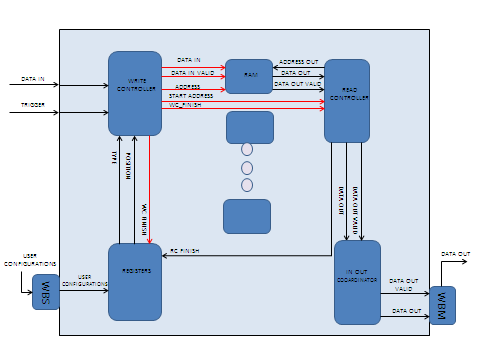 DATA IN
TRIGGER
WRITE
CONTROLLER
DATA IN
DATA IN VALID
ADDRESS
START ADDRESS
WC_FINISH
RAM
ADDRESS OUT
DATA OUT
DATA OUT VALID
READ
CONTROLLER
TYPE
POSITION
WC FINISH
DATA OUT
DATA OUT VALID
RC FINISH
USER
CONFIGURATIONS
WBS
USER
CONFIGURATIONS
REGISTERS
IN OUT
COORADINATOR
DATA OUT
VALID
DATA OUT
WBM
DATA OUT